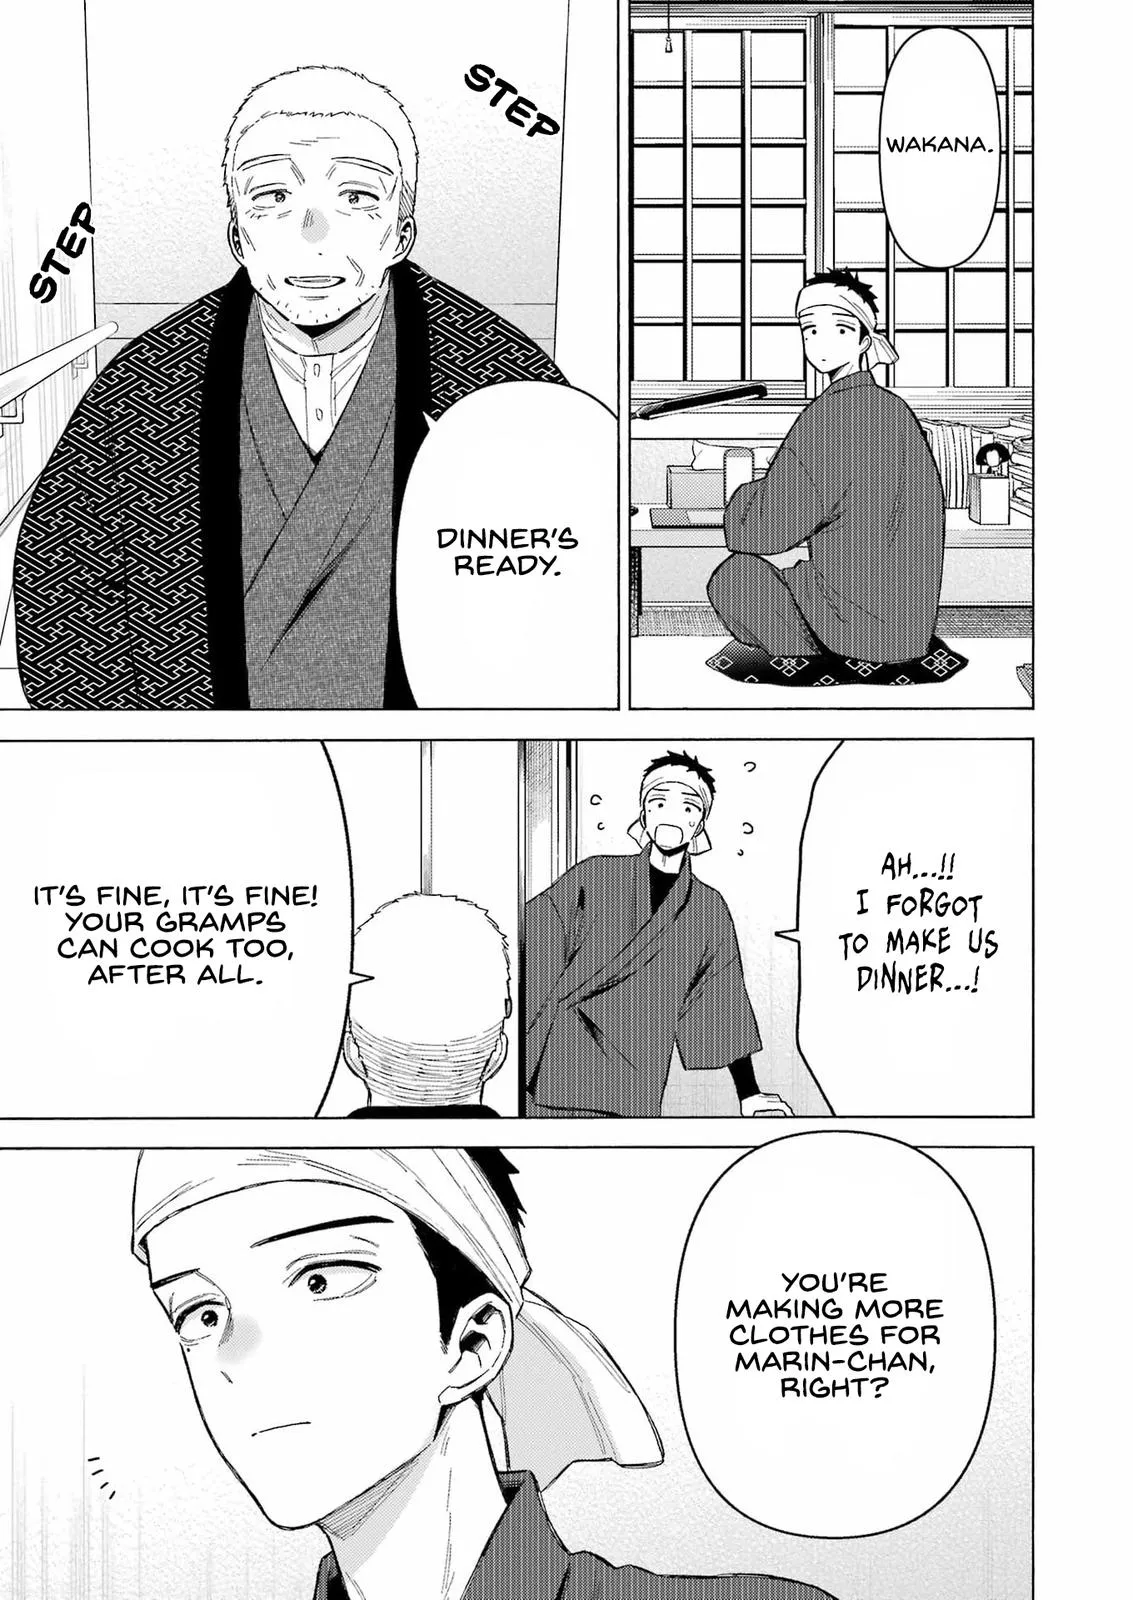 WAKANA.
STEP
STEP
DINNER'S
READY.
AH...!!
I FORGOT
TO MAKE US
DINNER...!
IT'S FINE, IT'S FINE!
YOUR GRAMPS
CAN COOK TOO,
AFTER ALL.
YOU'RE
MAKING MORE
CLOTHES FOR
MARIN-CHAN,
RIGHT?